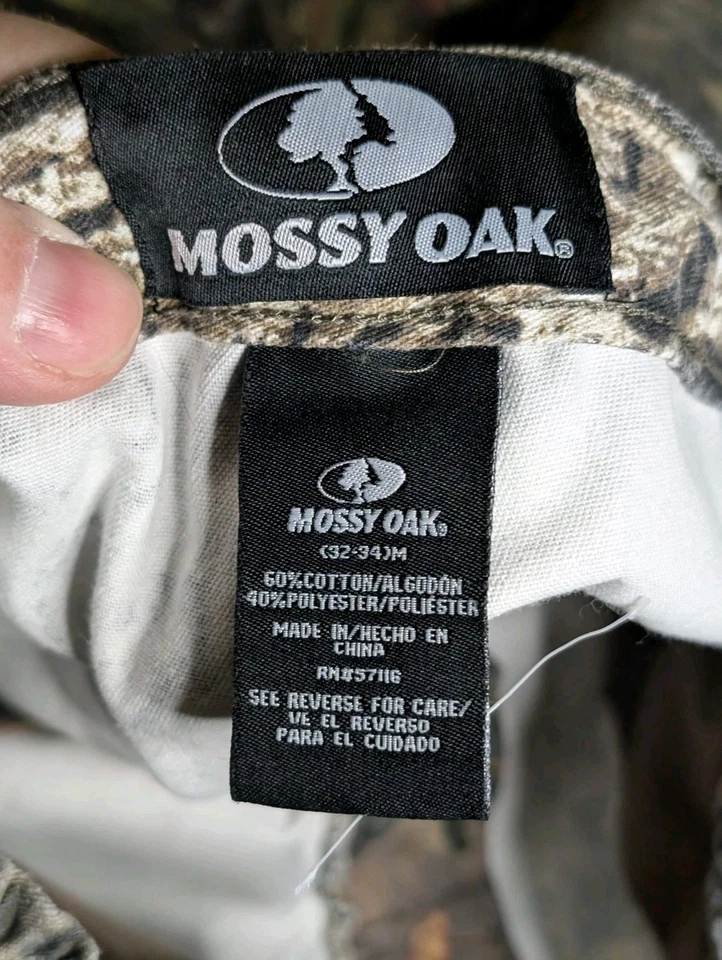 MOSSY OAK®
MOSSY OAK®
(32-34)M
60%COTTON/ALGODÓN
40%POLYESTER/POLIÉSTER
MADE IN/HECHO EN
CHINA
RN#57116
SEE REVERSE FOR CARE/
VE EL REVERSO
PARA EL CUIDADO